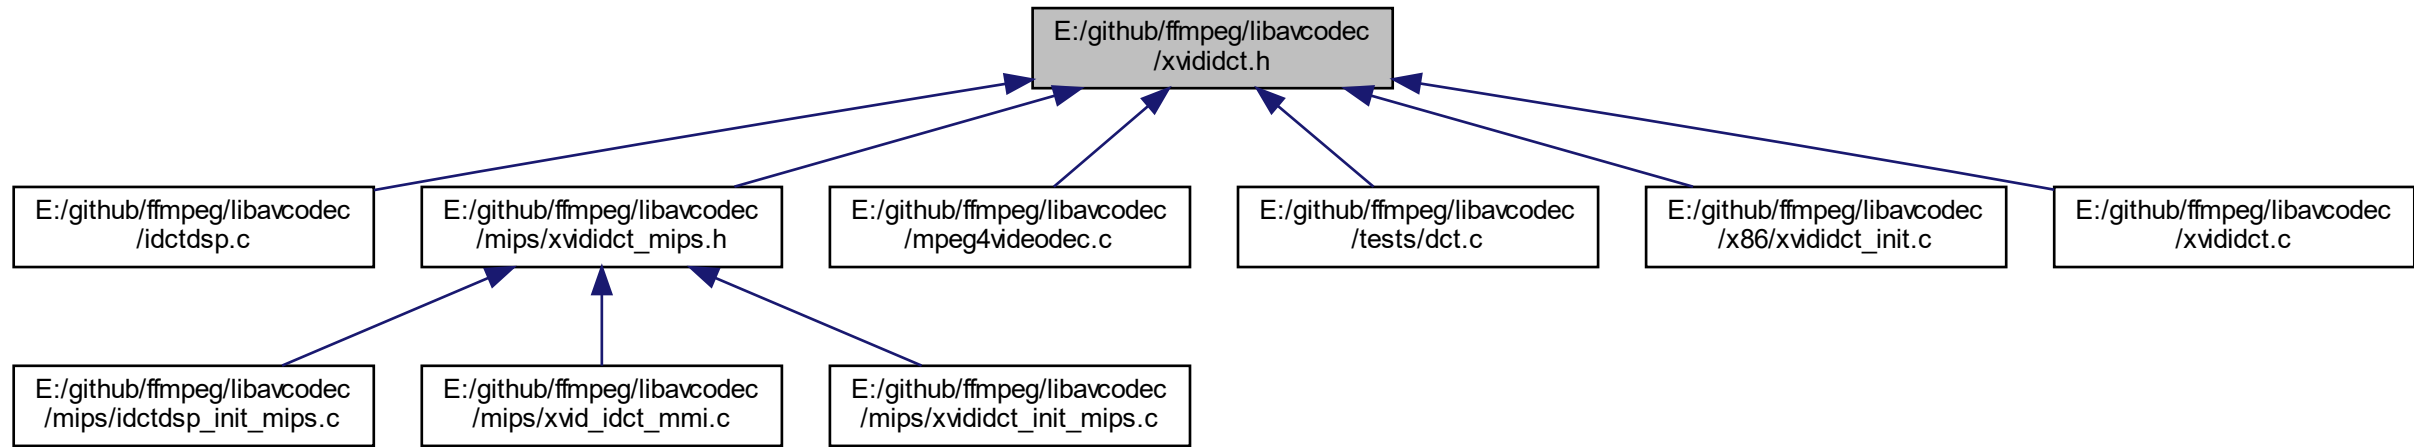 E:/github/ffmpeg/libavcodec
/xvididct.h
E:/github/ffmpeg/libavcodec
/idctdsp.c
E:/github/ffmpeg/libavcodec
/mips/xvididct_mips.h
E:/github/ffmpeg/libavcodec
/mpeg4videodec.c
E:/github/ffmpeg/libavcodec
/tests/dct.c
E:/github/ffmpeg/libavcodec
/x86/xvididct_init.c
E:/github/ffmpeg/libavcodec
/xvididct.c
E:/github/ffmpeg/libavcodec
/mips/idctdsp_init_mips.c
E:/github/ffmpeg/libavcodec
/mips/xvid_idct_mmi.c
E:/github/ffmpeg/libavcodec
/mips/xvididct_init_mips.c